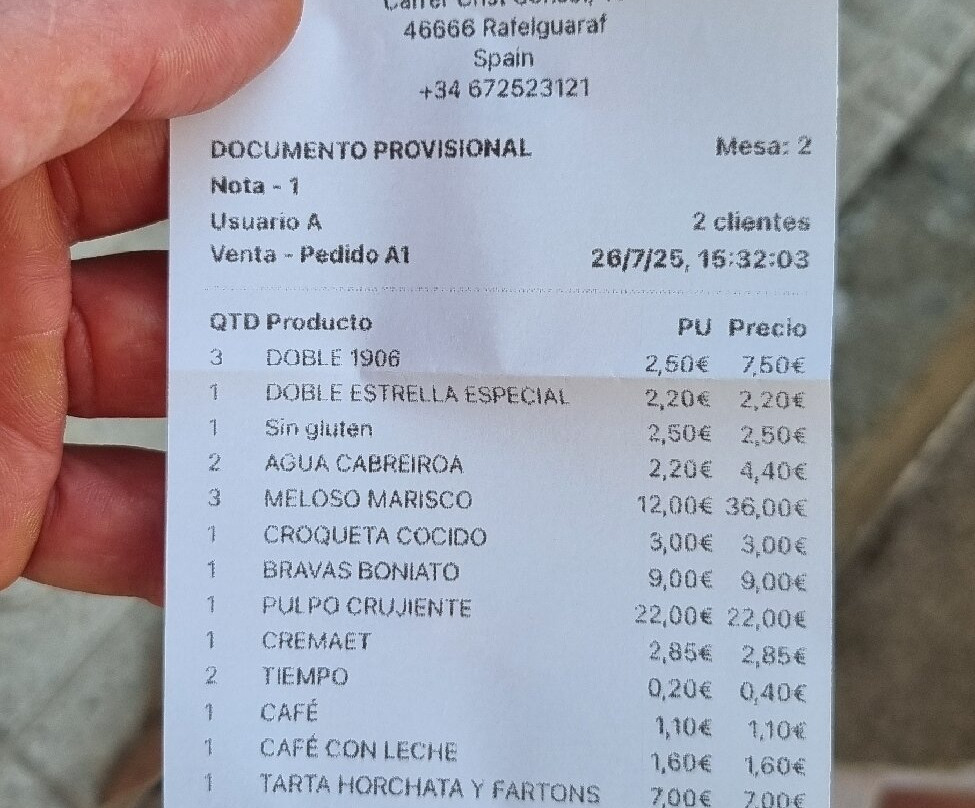 46666 Rafelguaraf
Spain
+34 672523121
DOCUMENTO PROVISIONAL Mesa: 2
Nota - 1
Usuario A 2 clientes
Venta - Pedido A1 26/7/25, 15:32:03
QTD Producto PU Precio
3 DOBLE 1906 2,50€ 7,50€
1 DOBLE ESTRELLA ESPECIAL 2,20€ 2,20€
1 Sin gluten 2,50€ 2,50€
2 AGUA CABREIROA 2,20€ 4,40€
3 MELOSO MARISCO 12,00€ 36,00€
1 CROQUETA COCIDO 3,00€ 3,00€
1 BRAVAS BONIATO 9,00€ 9,00€
1 PULPO CRUJIENTE 22,00€ 22,00€
1 CREMAET 2,85€ 2,85€
2 TIEMPO 0,20€ 0,40€
1 CAFÉ 1,10€ 1,10€
1 CAFÉ CON LECHE 1,60€ 1,60€
1 TARTA HORCHATA Y FARTONS 7,00€ 7,00€